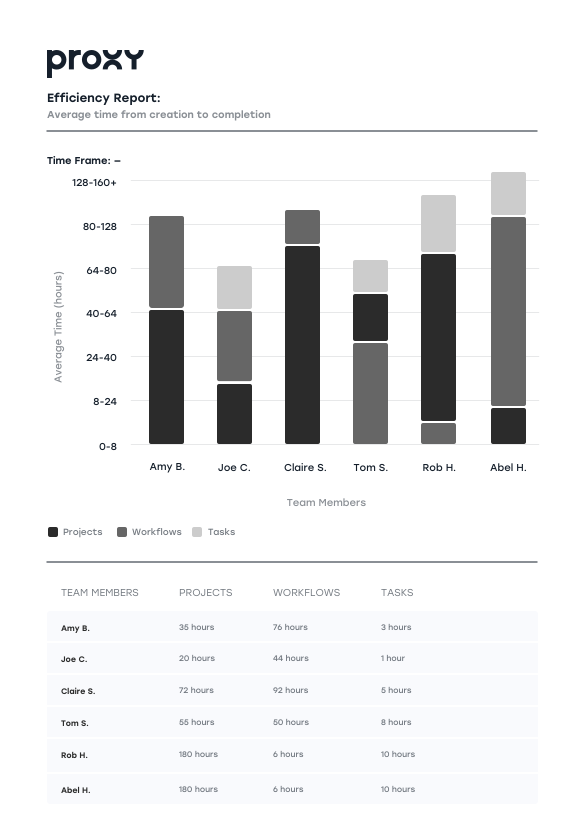 proxy
Efficiency Report:
Average time from creation to completion
Time Frame: –
128-160+
80-128
64-80
40-64
24-40
8-24
0-8
Average Time (hours)
Amy B. Joe C. Claire S. Tom S. Rob H. Abel H.
Team Members
Projects Workflows Tasks
TEAM MEMBERS PROJECTS WORKFLOWS TASKS
Amy B. 35 hours 76 hours 3 hours
Joe C. 20 hours 44 hours 1 hour
Claire S. 72 hours 92 hours 5 hours
Tom S. 55 hours 50 hours 8 hours
Rob H. 180 hours 6 hours 10 hours
Abel H. 180 hours 6 hours 10 hours